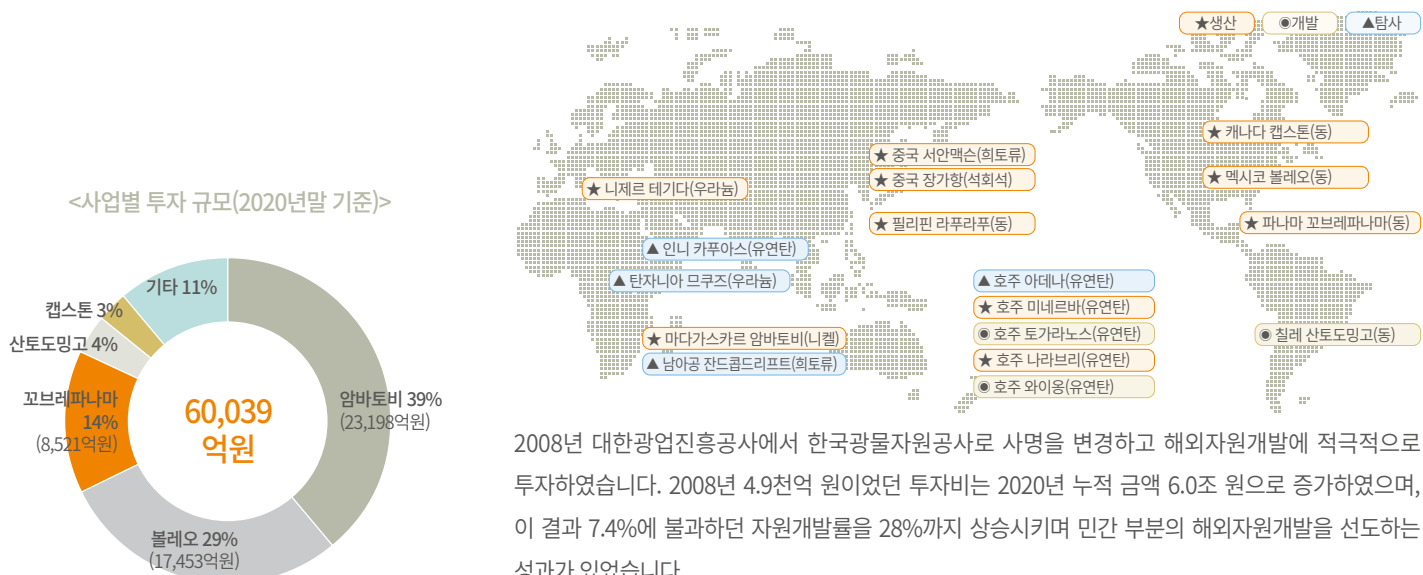 ★생산
◉개발
▲탐사
<사업별 투자 규모(2020년말 기준)>
기타 11%
캡스톤 3%
산토도밍고 4%
꼬브레파나마
14%
(8,521억원)
60,039
억원
암바토비 39%
(23,198억원)
볼레오 29%
(17,453억원)
★ 캐나다 캡스톤(동)
★ 중국 서안맥슨(희토류)
★ 중국 장가항(석회석)
★ 멕시코 볼레오(동)
★ 니제르 테기다(우라늄)
★ 필리핀 라푸라푸(동)
★ 파나마 꼬브레파나마(동)
▲ 인니 카푸아스(유연탄)
▲ 탄자니아 므쿠즈(우라늄)
▲ 호주 아데나(유연탄)
★ 호주 미네르바(유연탄)
◉ 호주 토가라노스(유연탄)
★ 호주 나라브리(유연탄)
◉ 호주 와이옹(유연탄)
★ 마다가스카르 암바토비(니켈)
▲ 남아공 잔드콥드리프트(희토류)
◉ 칠레 산토도밍고(동)
2008년 대한광업진흥공사에서 한국광물자원공사로 사명을 변경하고 해외자원개발에 적극적으로
투자하였습니다. 2008년 4.9천억 원이었던 투자비는 2020년 누적 금액 6.0조 원으로 증가하였으며,
이 결과 7.4%에 불과하던 자원개발률을 28%까지 상승시키며 민간 부분의 해외자원개발을 선도하는
성과가 있었습니다